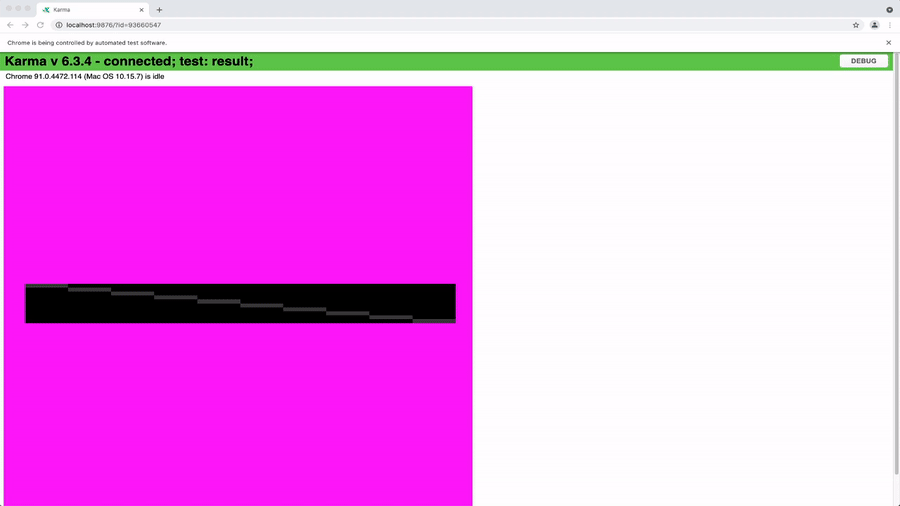 Karma
localhost:9876/?id=93660547
Chrome is being controlled by automated test software.
Karma v 6.3.4 - connected; test: result;
DEBUG
Chrome 91.0.4472.114 (Mac OS 10.15.7) is idle